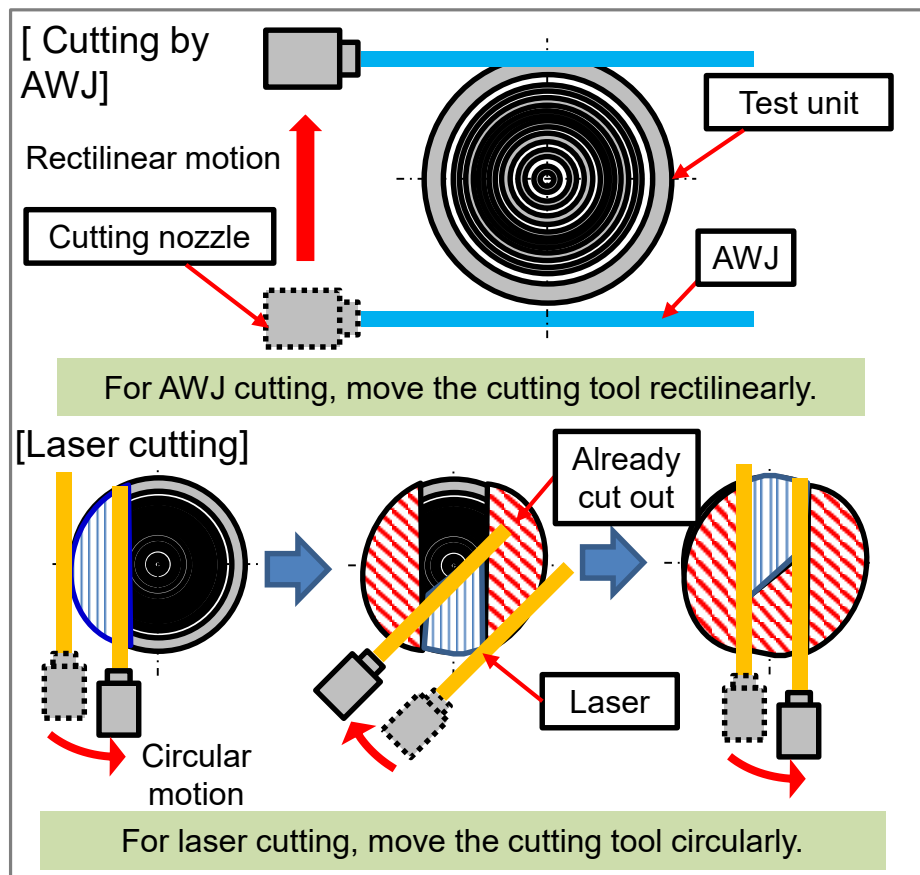 [ Cutting by
AWJ]
Test unit
Rectilinear motion
Cutting nozzle
AWJ
For AWJ cutting, move the cutting tool rectilinearly.
[Laser cutting]
Already
cut out
Laser
Circular
motion
For laser cutting, move the cutting tool circularly.